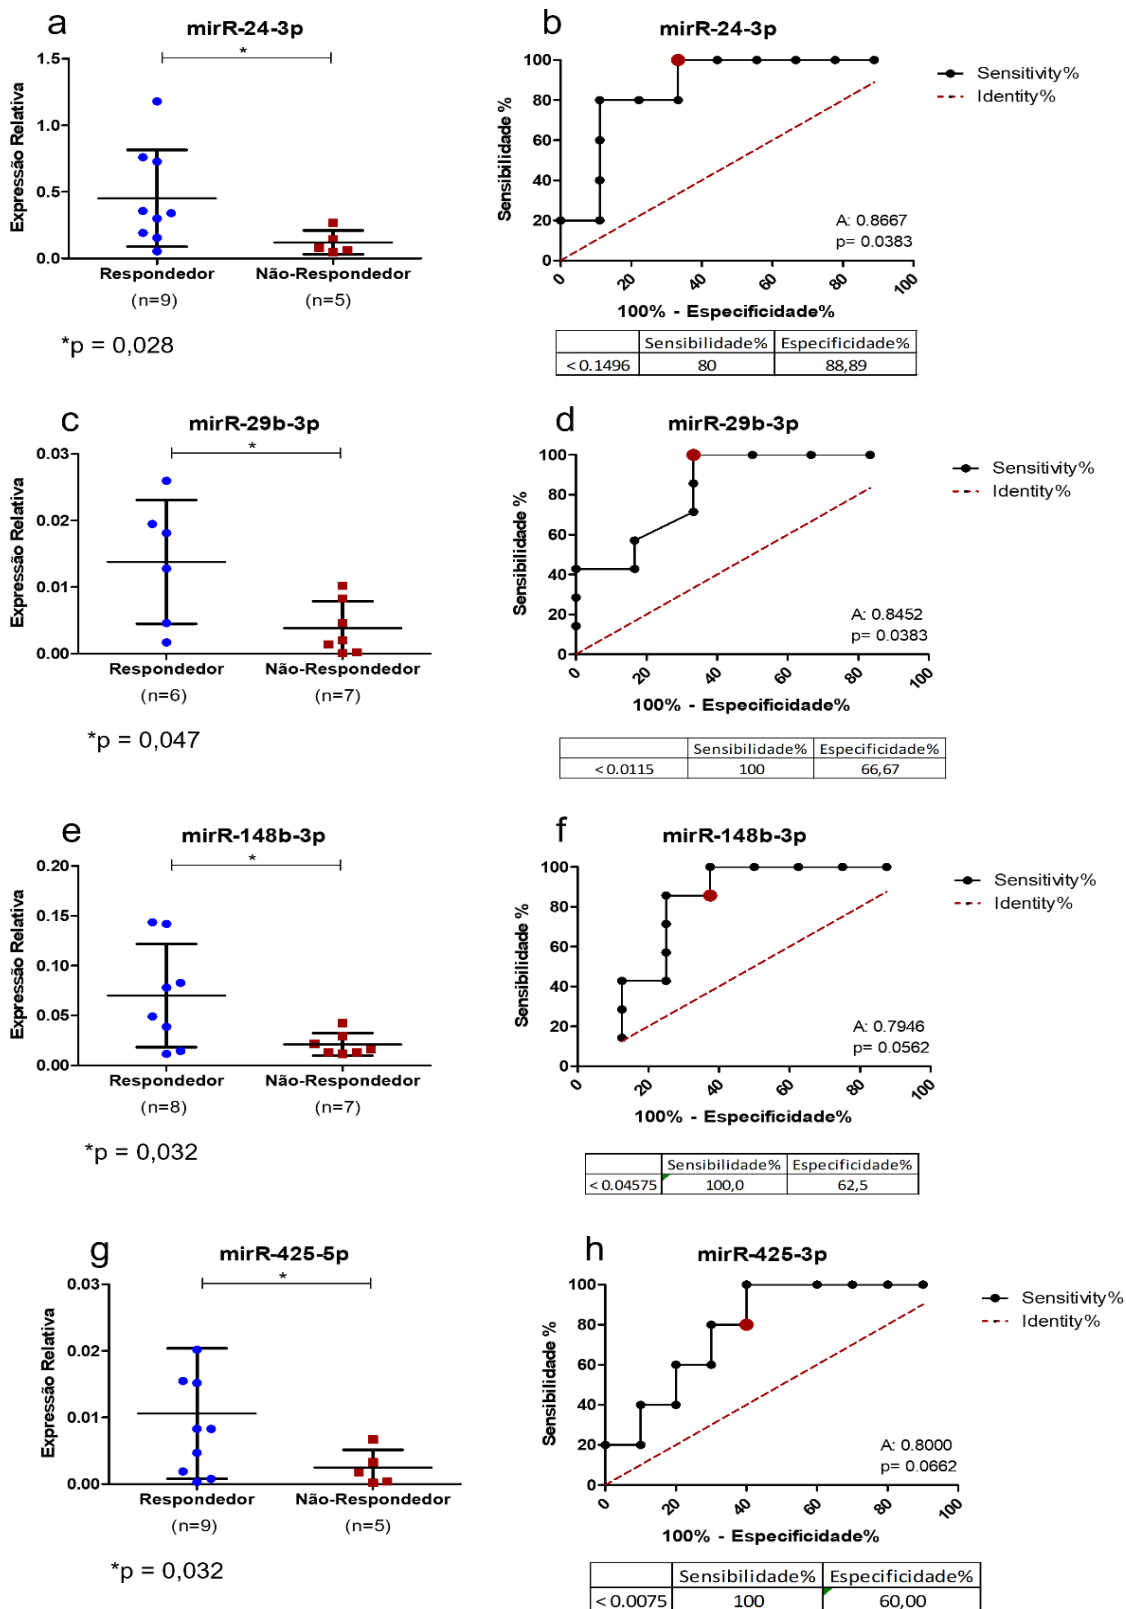 a
mirR-24-3p
*
Expressão Relativa
1.5
1.0
0.5
0.0
Respondedor
Não-Respondedor
(n=9)
(n=5)
*p = 0,028
b
mirR-24-3p
Sensibilidade %
100
80
60
40
20
0
0
20
40
60
80
100
Sensitivity%
Identity%
A: 0.8667
p= 0.0383
100% - Especificidade%
Sensibilidade% Especificidade%
< 0.1496 80 88,89
c
mirR-29b-3p
*
Expressão Relativa
0.03
0.02
0.01
0.00
Respondedor
Não-Respondedor
(n=6)
(n=7)
*p = 0,047
d
mirR-29b-3p
Sensibilidade %
100
80
60
40
20
0
0
20
40
60
80
100
Sensitivity%
Identity%
A: 0.8452
p= 0.0383
100% - Especificidade%
Sensibilidade% Especificidade%
< 0.0115 100 66,67
e
mirR-148b-3p
*
Expressão Relativa
0.20
0.15
0.10
0.05
0.00
Respondedor
Não-Respondedor
(n=8)
(n=7)
*p = 0,032
f
mirR-148b-3p
Sensibilidade %
100
80
60
40
20
0
0
20
40
60
80
100
Sensitivity%
Identity%
A: 0.7946
p= 0.0562
100% - Especificidade%
Sensibilidade% Especificidade%
< 0.04575 100,0 62,5
g
mirR-425-5p
*
Expressão Relativa
0.03
0.02
0.01
0.00
Respondedor
Não-Respondedor
(n=9)
(n=5)
*p = 0,032
h
mirR-425-3p
Sensibilidade %
100
80
60
40
20
0
0
20
40
60
80
100
Sensitivity%
Identity%
A: 0.8000
p= 0.0662
100% - Especificidade%
Sensibilidade% Especificidade%
< 0.0075 100 60,00